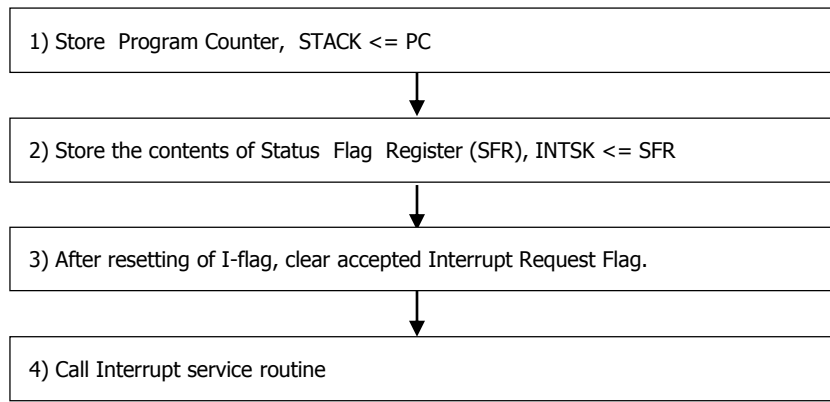 1) Store Program Counter, STACK <= PC
2) Store the contents of Status Flag Register (SFR), INTSK <= SFR
3) After resetting of I-flag, clear accepted Interrupt Request Flag.
4) Call Interrupt service routine